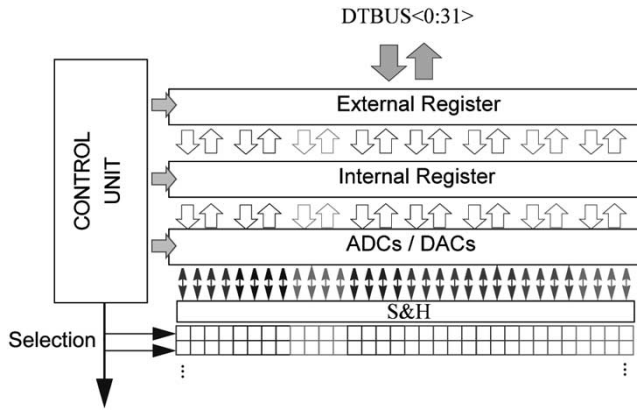 DTBUS<0:31>
External Register
CONTROL
UNIT
Internal Register
ADCs / DACs
S&H
Selection
...
...